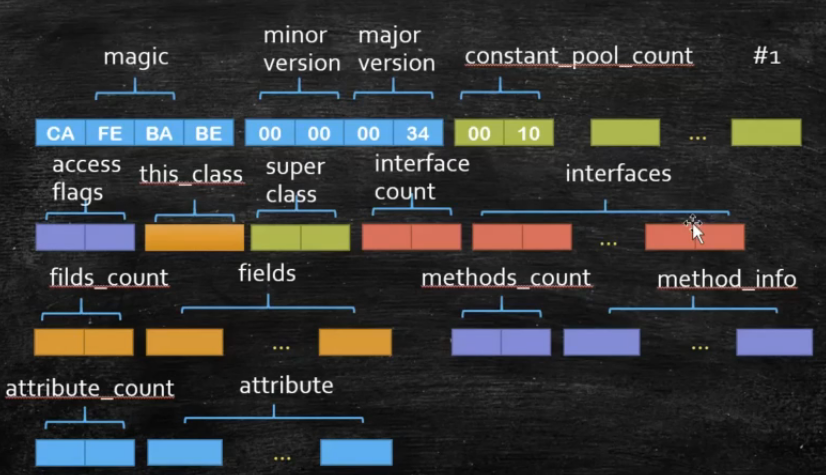 magic
minor version
major version
constant_pool_count
#1
CA FE BA BE 00 00 00 34 00 10 ...
access flags
this_class
super class
interface count
interfaces
...
filds_count
fields
methods_count
method_info
... ...
attribute_count
attribute
...